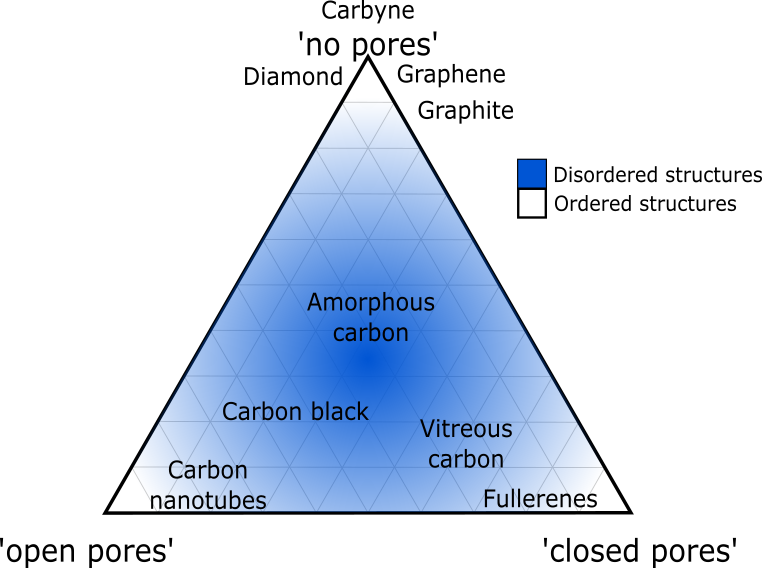 Carbyne
'no pores'
Diamond
Graphene
Graphite
Disordered structures
Ordered structures
Amorphous
carbon
Carbon black
Vitreous
carbon
Carbon
nanotubes
Fullerenes
'open pores'
'closed pores'